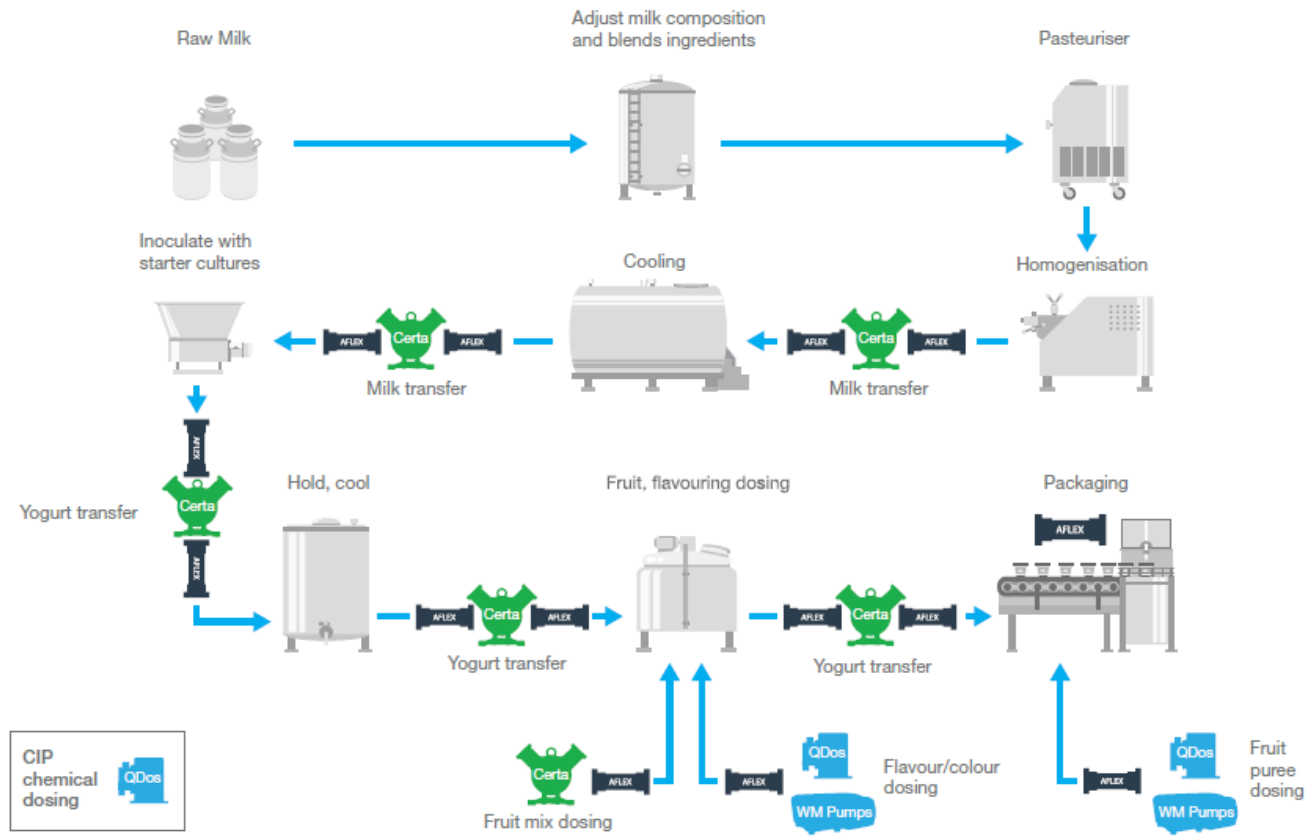 Raw Milk
Adjust milk composition
and blends ingredients
Pasteuriser
Inoculate with
starter cultures
Cooling
Homogenisation
AFLEX
Certa
AFLEX
Milk transfer
AFLEX
Certa
AFLEX
Milk transfer
AFLEX
Certa
AFLEX
Yogurt transfer
Hold, cool
Fruit, flavouring dosing
Packaging
AFLEX
AFLEX
Certa
AFLEX
Yogurt transfer
AFLEX
Certa
AFLEX
Yogurt transfer
CIP
chemical
dosing
QDos
Certa
AFLEX
Fruit mix dosing
AFLEX
QDos
WM Pumps
Flavour/colour
dosing
AFLEX
QDos
WM Pumps
Fruit
puree
dosing